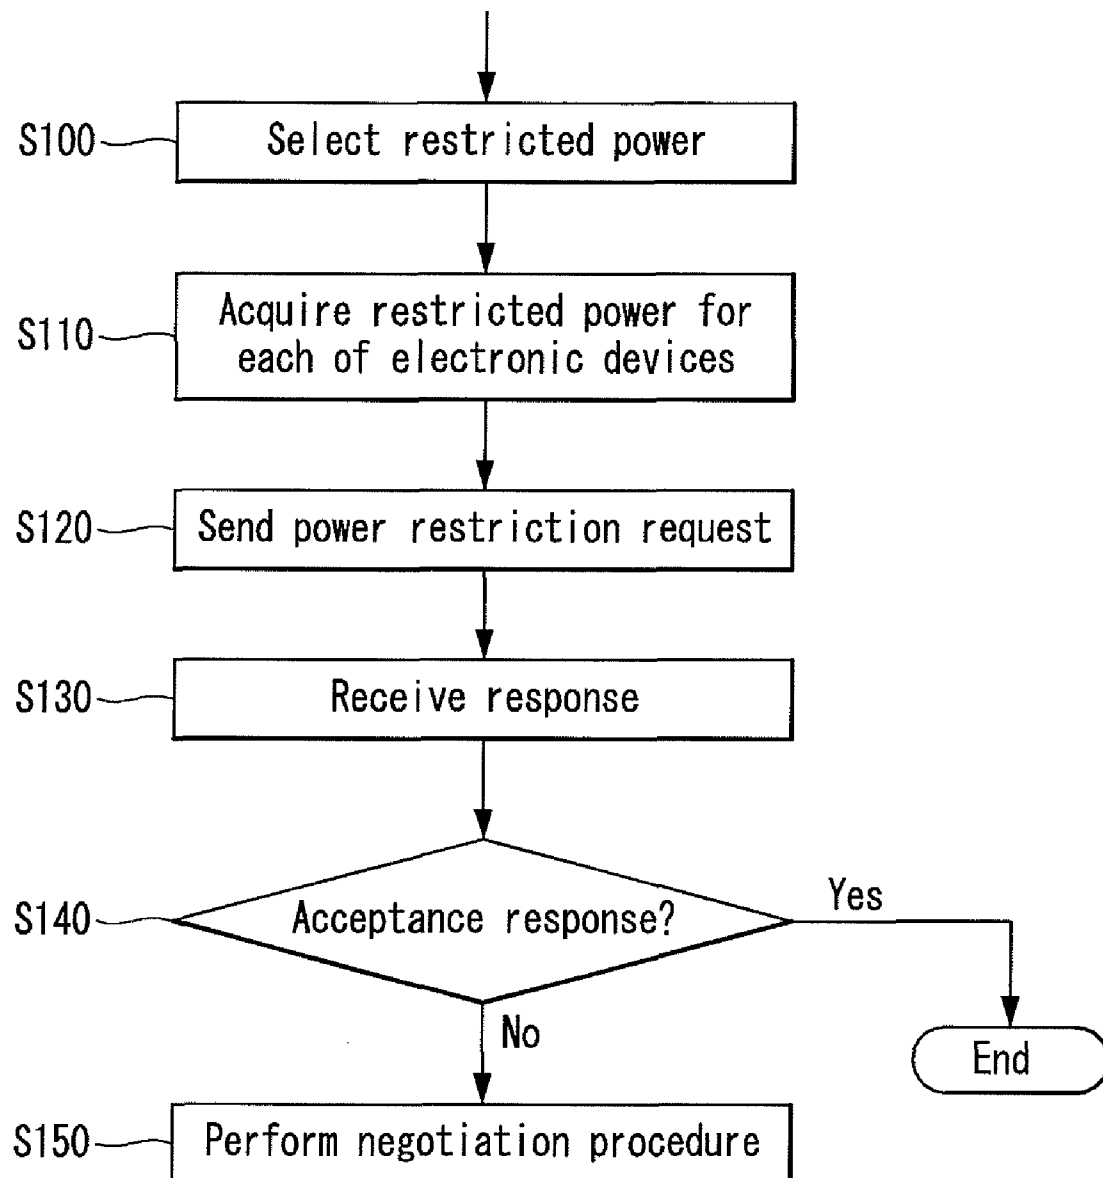 S100
Select restricted power
S110
Acquire restricted power for
each of electronic devices
S120
Send power restriction request
S130
Receive response
S140
Acceptance response?
Yes
No
End
S150
Perform negotiation procedure